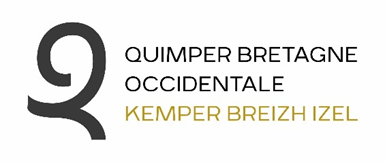 QUIMPER BRETAGNE
OCCIDENTALE
KEMPER BREIZH IZEL